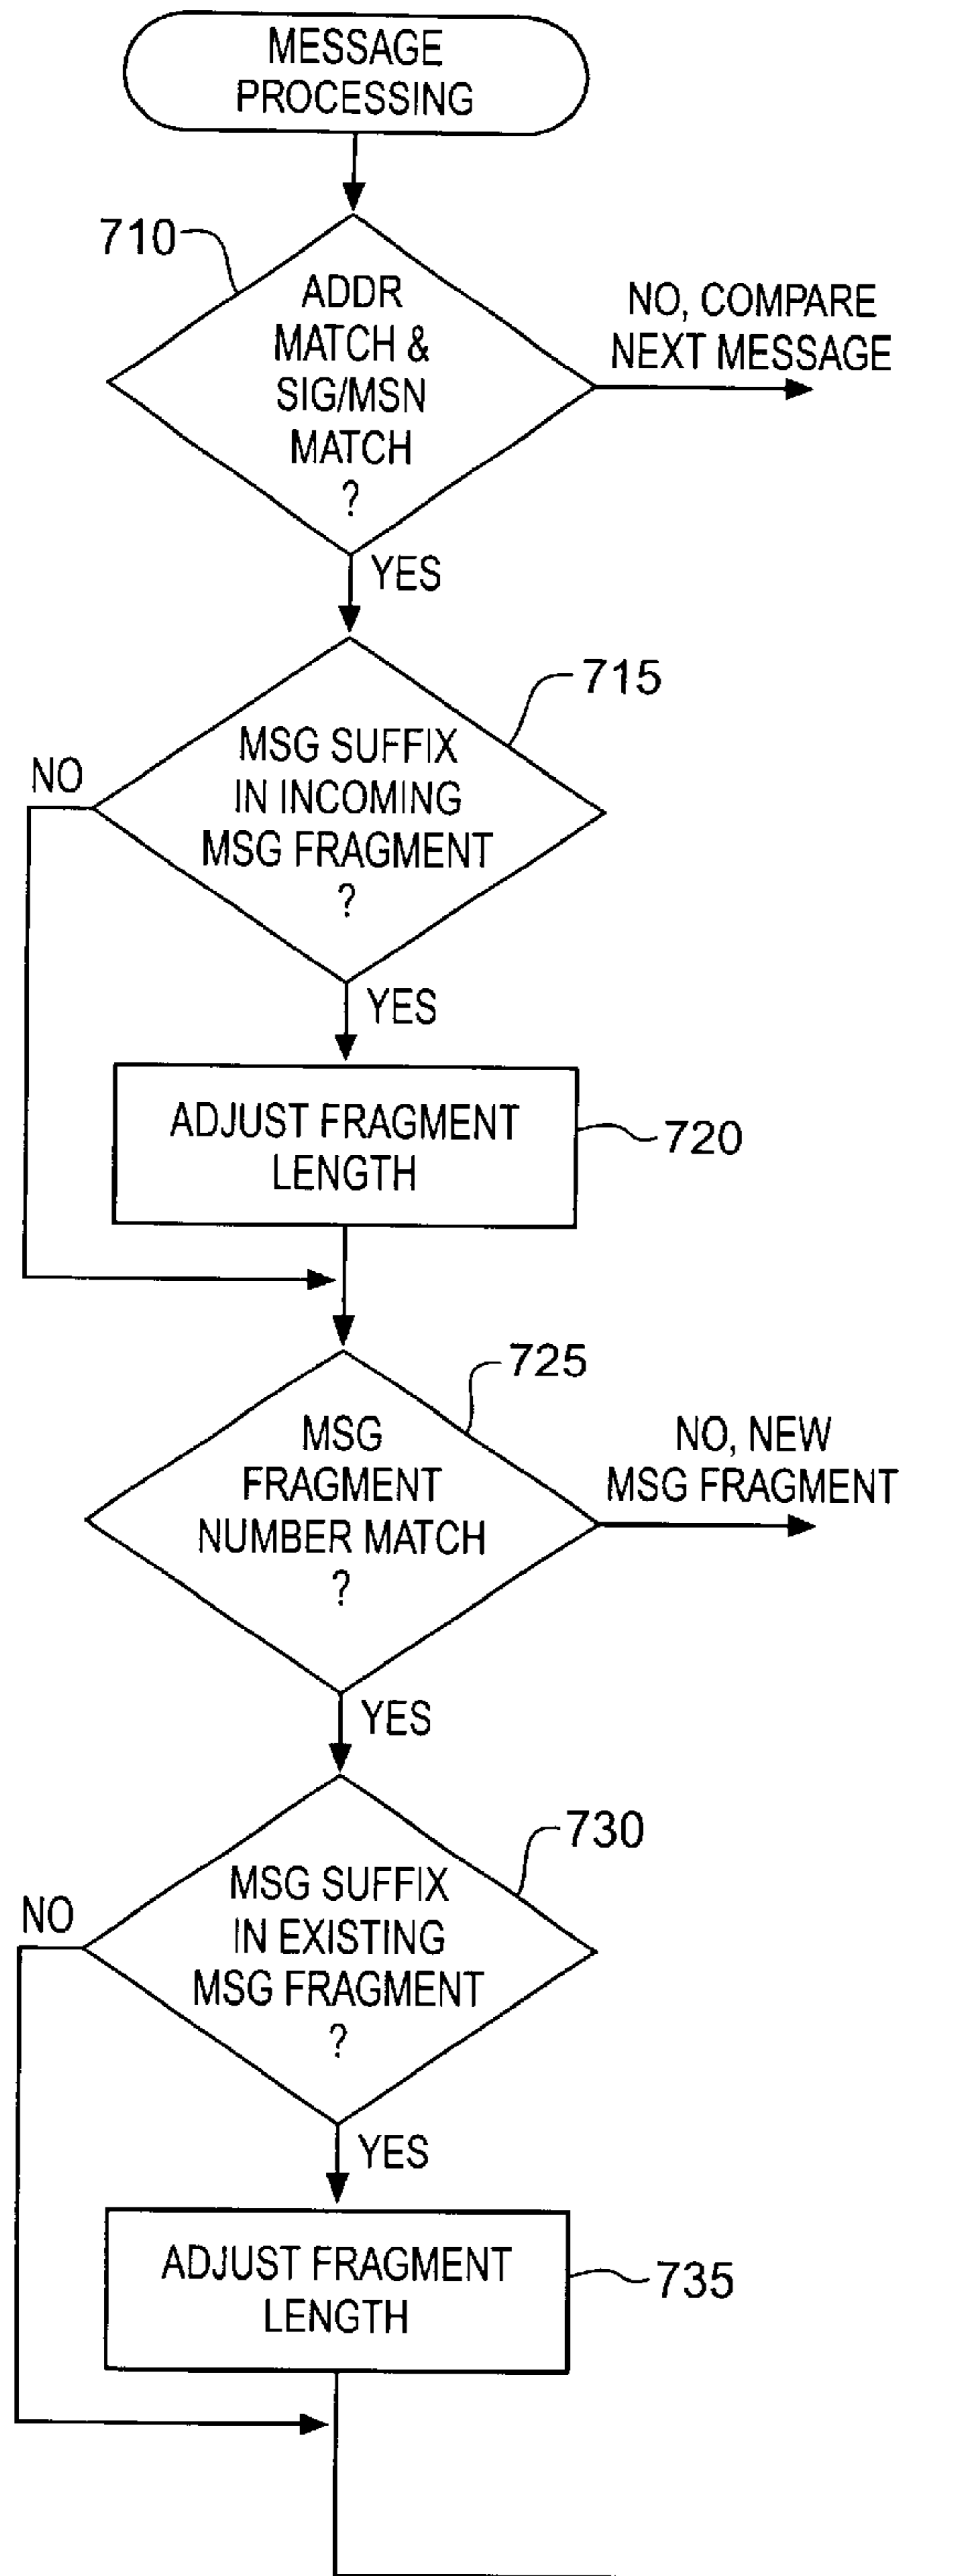 MESSAGE
PROCESSING
710
ADDR
MATCH &
SIG/MSN
MATCH
?
NO, COMPARE
NEXT MESSAGE
YES
715
MSG SUFFIX
IN INCOMING
MSG FRAGMENT
?
NO
YES
ADJUST FRAGMENT
LENGTH
720
725
MSG
FRAGMENT
NUMBER MATCH
?
NO, NEW
MSG FRAGMENT
YES
730
MSG SUFFIX
IN EXISTING
MSG FRAGMENT
?
NO
YES
ADJUST FRAGMENT
LENGTH
735